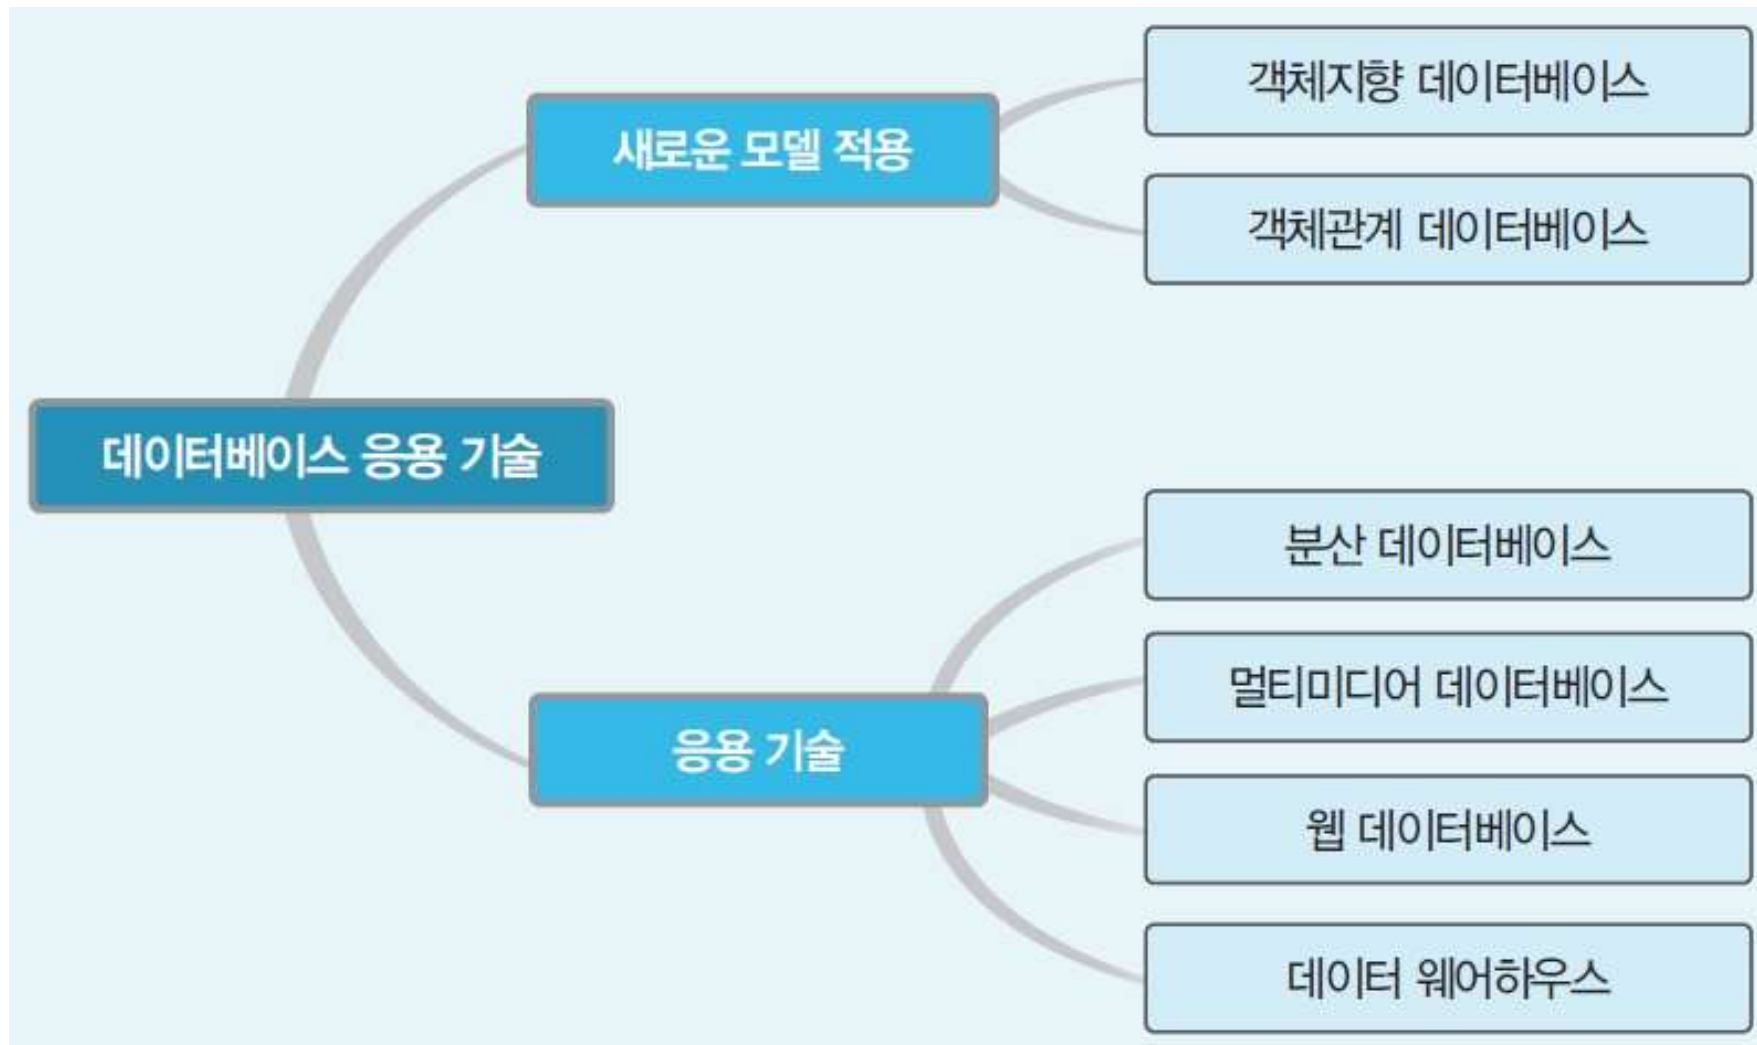 데이터베이스 응용 기술
새로운 모델 적용
객체지향 데이터베이스
객체관계 데이터베이스
응용 기술
분산 데이터베이스
멀티미디어 데이터베이스
웹 데이터베이스
데이터 웨어하우스